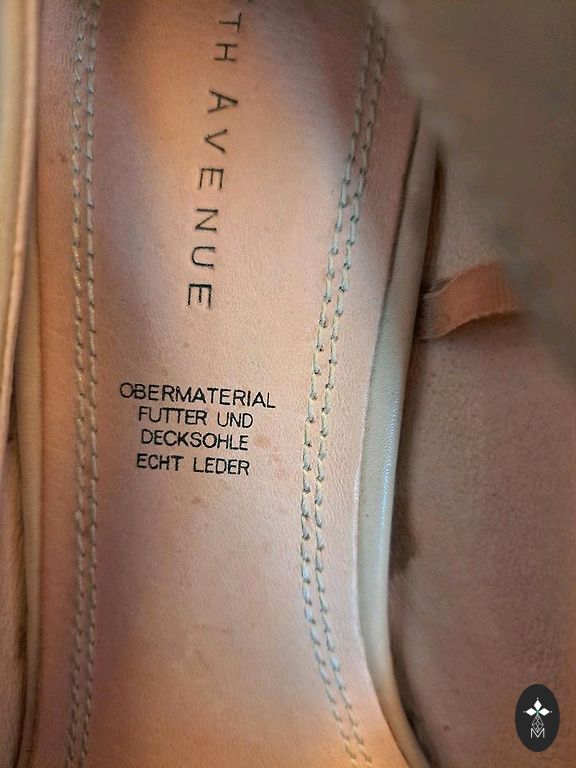 TH AVENUE
OBERMATERIAL
FUTTER UND
DECKSOHLE
ECHT LEDER
M